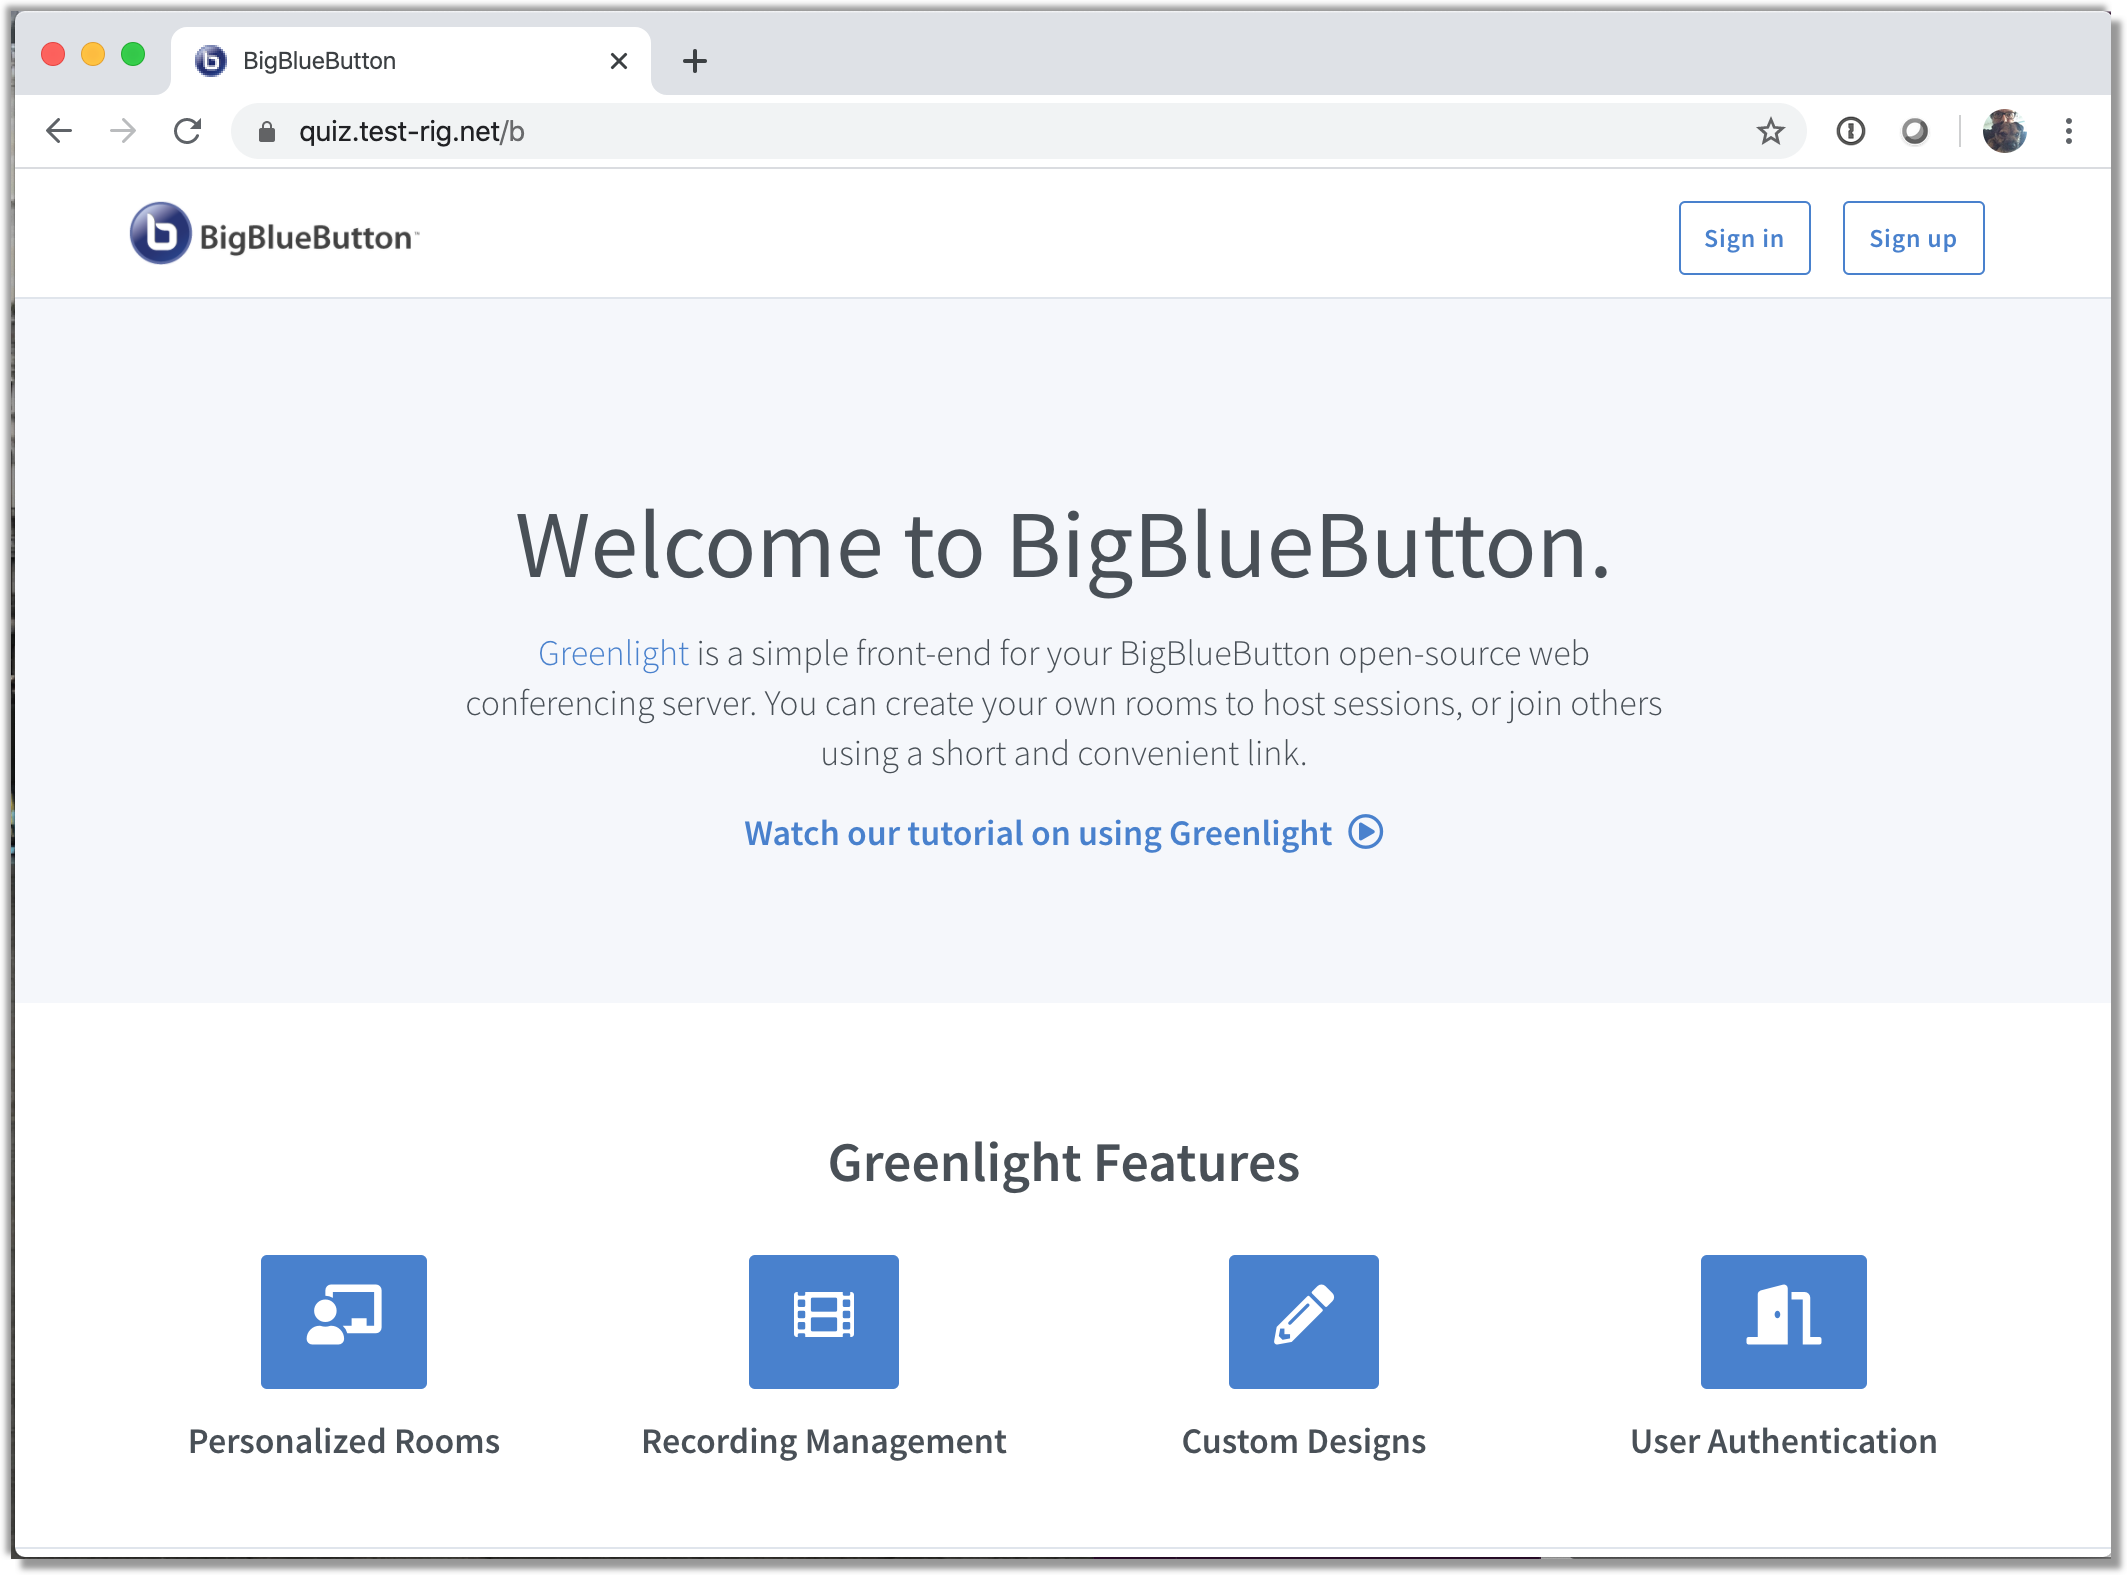 BigBlueButton
quiz.test-rig.net/b
BigBlueButton™
Sign in
Sign up
Welcome to BigBlueButton.
Greenlight is a simple front-end for your BigBlueButton open-source web
conferencing server. You can create your own rooms to host sessions, or join others
using a short and convenient link.
Watch our tutorial on using Greenlight
Greenlight Features
Personalized Rooms
Recording Management
Custom Designs
User Authentication